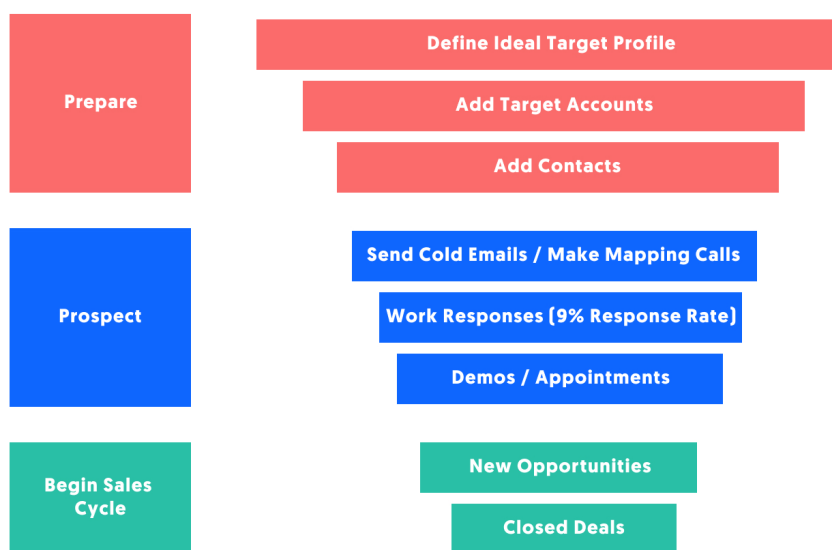 Prepare
Define Ideal Target Profile
Add Target Accounts
Add Contacts
Prospect
Send Cold Emails / Make Mapping Calls
Work Responses (9% Response Rate)
Demos / Appointments
Begin Sales
Cycle
New Opportunities
Closed Deals